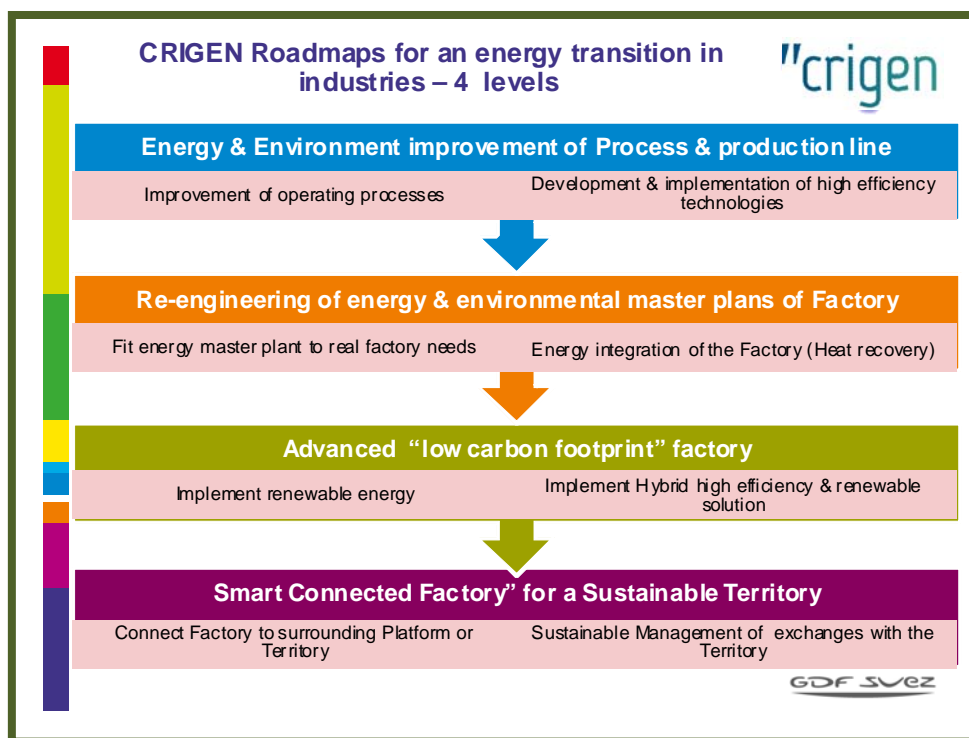 CRIGEN Roadmaps for an energy transition in
industries – 4 levels
"crigen
Energy & Environment improvement of Process & production line
Improvement of operating processes
Development & implementation of high efficiency
technologies
Re-engineering of energy & environmental master plans of Factory
Fit energy master plant to real factory needs
Energy integration of the Factory (Heat recovery)
Advanced “low carbon footprint” factory
Implement renewable energy
Implement Hybrid high efficiency & renewable
solution
Smart Connected Factory” for a Sustainable Territory
Connect Factory to surrounding Platform or
Territory
Sustainable Management of exchanges with the
Territory
GDF SUEZ